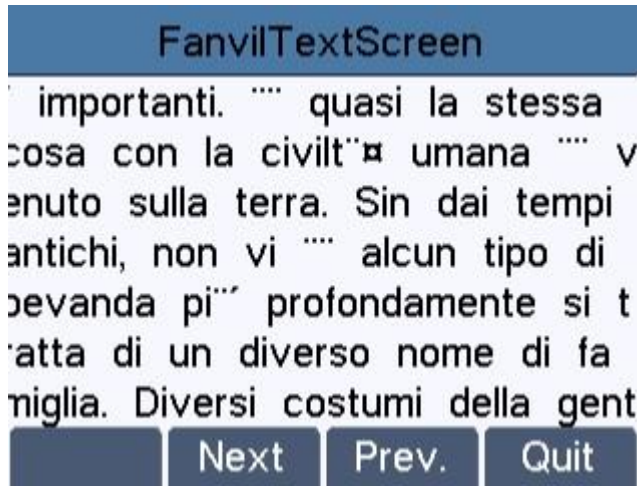 FanvilTextScreen
´ importanti. ¨¨ quasi la stessa
cosa con la civilt¨¤ umana ¨¨ v
enuto sulla terra. Sin dai tempi
antichi, non vi ¨¨ alcun tipo di
bevanda pi¨´ profondamente si t
ratta di un diverso nome di fa
miglia. Diversi costumi della gent
Next Prev. Quit